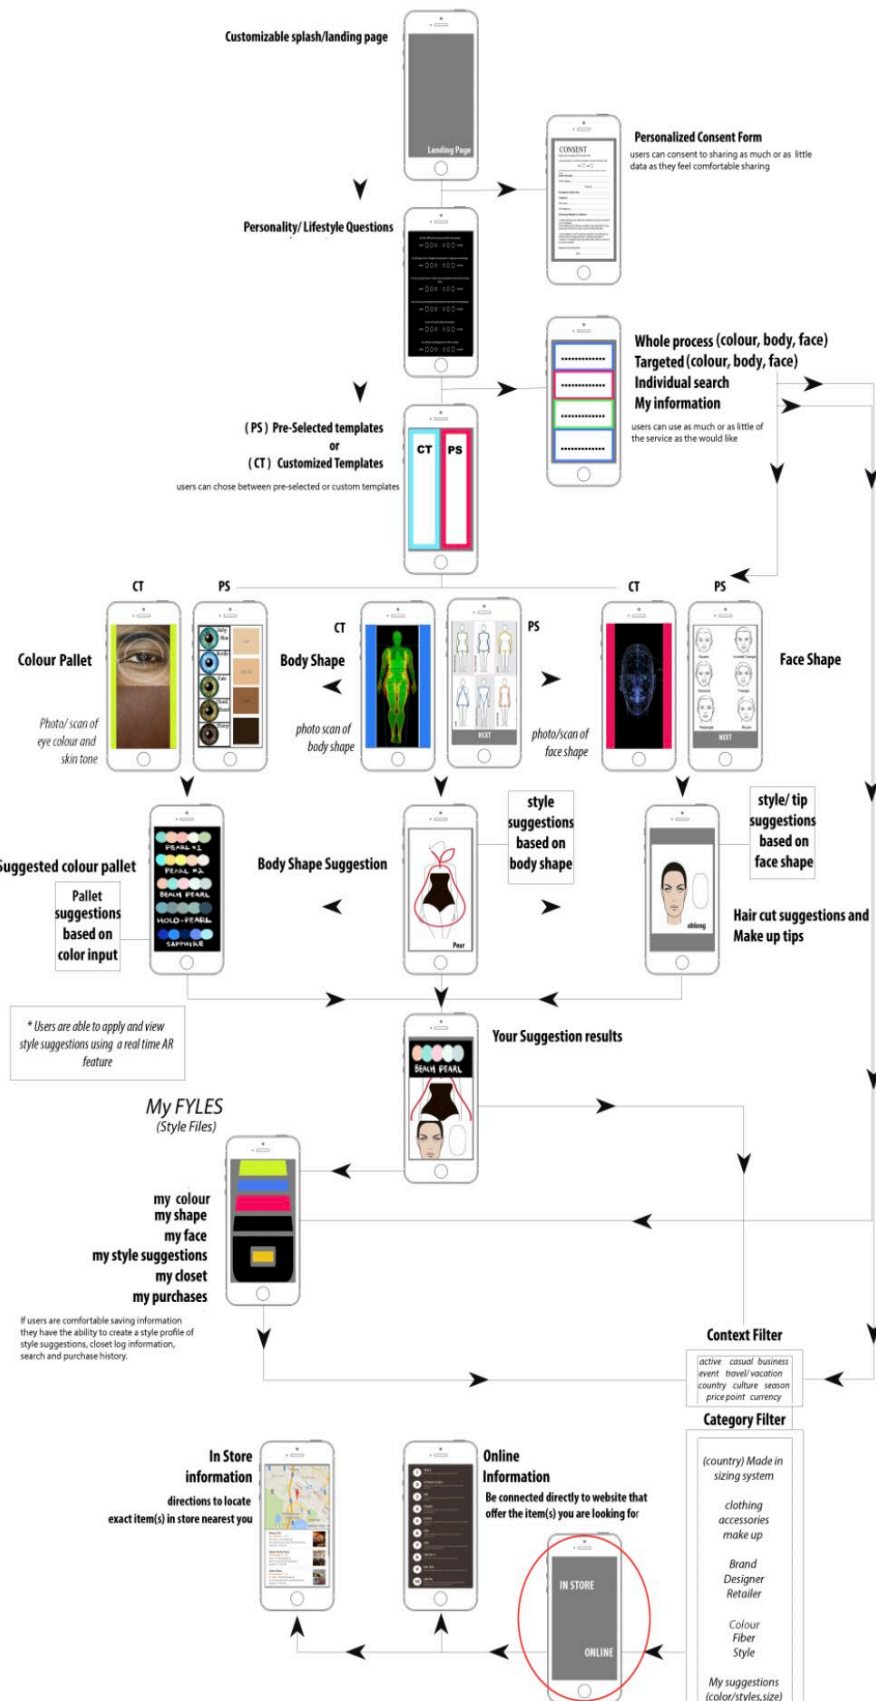 Customizable splash/landing page
Landing Page
CONSENT
Personalized Consent Form
users can consent to sharing as much or as little
data as they feel comfortable sharing
Personality/ Lifestyle Questions
Whole process (colour, body, face)
Targeted (colour, body, face)
Individual search
My information
users can use as much or as little of
the service as the would like
( PS ) Pre-Selected templates
or
( CT ) Customized Templates
users can chose between pre-selected or custom templates
CT
PS
CT
PS
CT
PS
CT
PS
Colour Pallet
Photo/ scan of
eye colour and
skin tone
Body Shape
photo scan of
body shape
NEXT
photo/scan of
face shape
Square
Inverted Triangle
Diamond
Triangle
Rectangle
Round
NEXT
Face Shape
Suggested colour pallet
Pallet
suggestions
based on
color input
PEARL #1
PEARL #2
BEACH PEARL
HOLO-PEARL
SAPPHIRE
Body Shape Suggestion
Pear
style
suggestions
based on
body shape
oblong
style/ tip
suggestions
based on
face shape
Hair cut suggestions and
Make up tips
* Users are able to apply and view
style suggestions using a real time AR
feature
Your Suggestion results
BEACH PEARL
My FYLES
(Style Files)
my colour
my shape
my face
my style suggestions
my closet
my purchases
If users are comfortable saving information
they have the ability to create a style profile of
style suggestions, closet log information,
search and purchase history.
Context Filter
active casual business
event travel/vacation
country culture season
price point currency
Category Filter
(country) Made in
sizing system
clothing
accessories
make up
Brand
Designer
Retailer
Colour
Fiber
Style
My suggestions
(color/styles,size)
In Store
information
directions to locate
exact item(s) in store nearest you
Online
Information
Be connected directly to website that
offer the item(s) you are looking for
IN STORE
ONLINE